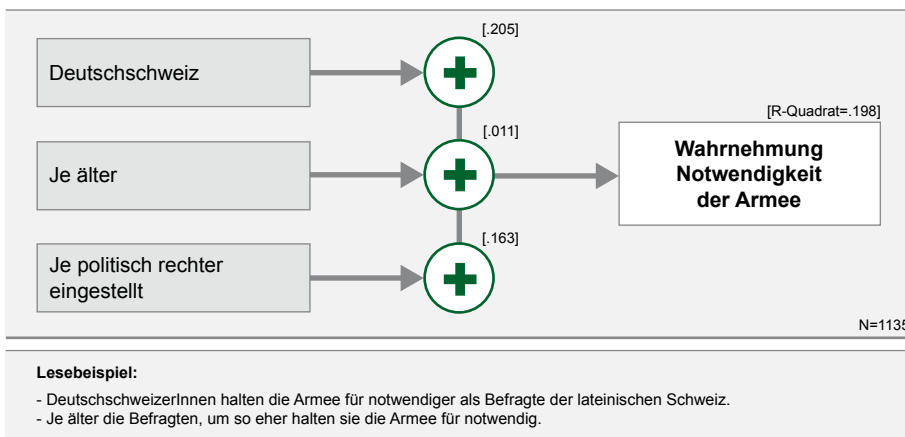 [.205]
Deutschschweiz
[R-Quadrat=.198]
[.011]
Wahrnehmung
Notwendigkeit
der Armee
Je älter
[.163]
Je politisch rechter
eingestellt
N=1135
Lesebeispiel:
- DeutschschweizerInnen halten die Armee für notwendiger als Befragte der lateinischen Schweiz.
- Je älter die Befragten, um so eher halten sie die Armee für notwendig.